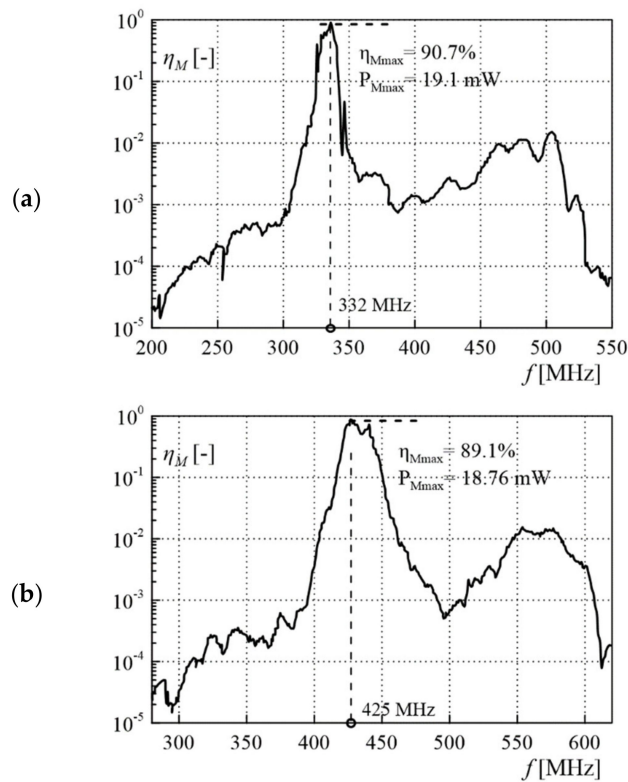 (a)
η_M [-]
η_Mmax = 90.7%
P_Mmax = 19.1 mW
10^0
10^-1
10^-2
10^-3
10^-4
10^-5
332 MHz
200 250 300 350 400 450 500 550
f [MHz]
(b)
η_M [-]
η_Mmax = 89.1%
P_Mmax = 18.76 mW
10^0
10^-1
10^-2
10^-3
10^-4
10^-5
425 MHz
300 350 400 450 500 550 600
f [MHz]